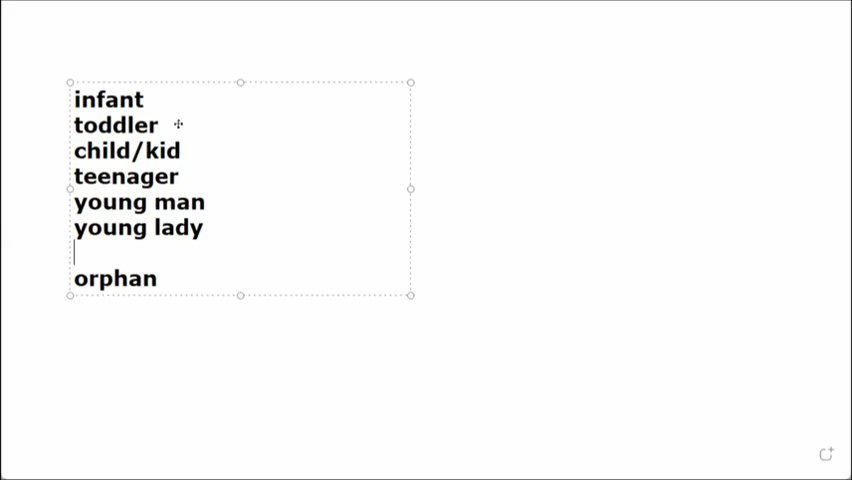 infant
toddler
child/kid
teenager
young man
young lady
orphan